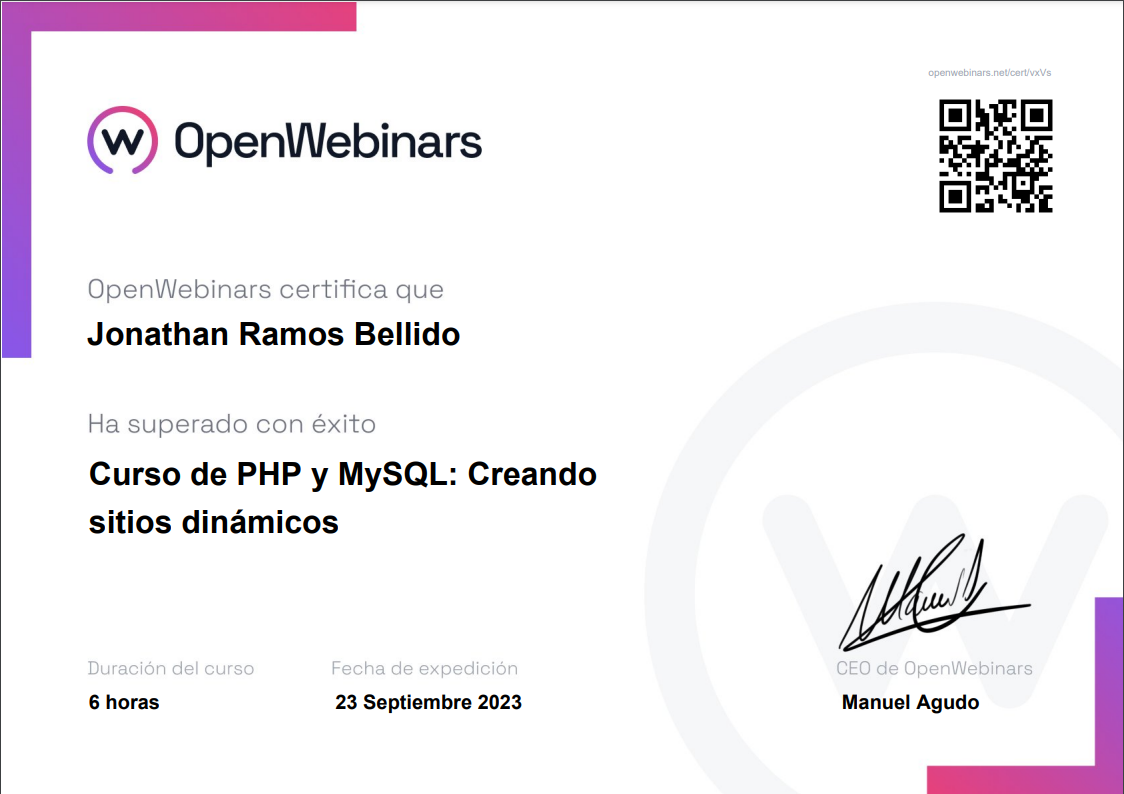 openwebinars.net/cert/vxVs
OpenWebinars
OpenWebinars certifica que
Jonathan Ramos Bellido
Ha superado con éxito
Curso de PHP y MySQL: Creando
sitios dinámicos
Duración del curso
6 horas
Fecha de expedición
23 Septiembre 2023
CEO de OpenWebinars
Manuel Agudo